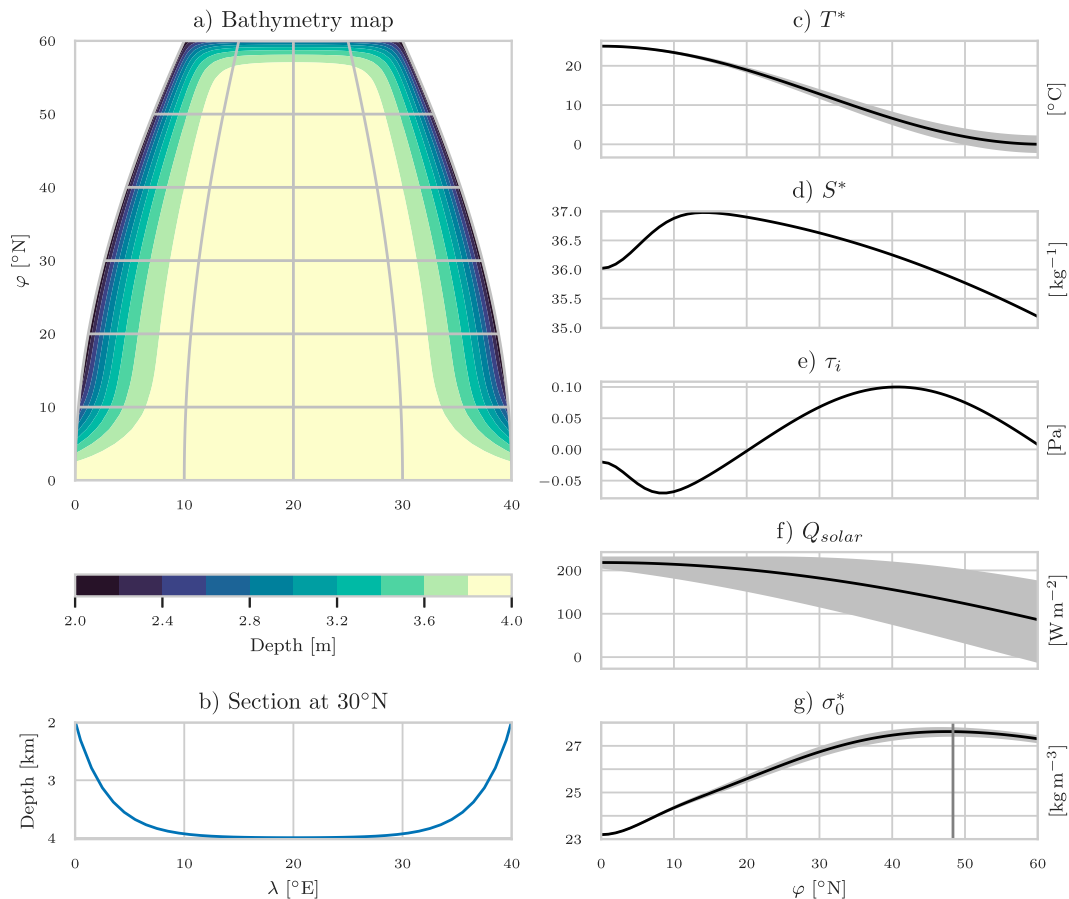 a) Bathymetry map
60
50
40
30
20
10
0
φ [°N]
0 10 20 30 40
2.0 2.4 2.8 3.2 3.6 4.0
Depth [m]
b) Section at 30°N
2
3
4
Depth [km]
0 10 20 30 40
λ [°E]
c) T*
20
10
0
[°C]
d) S*
37.0
36.5
36.0
35.5
35.0
[kg⁻¹]
e) τᵢ
0.10
0.05
0.00
−0.05
[Pa]
f) Q_solar
200
100
0
[W m⁻²]
g) σ₀*
27
25
23
[kg m⁻³]
0 10 20 30 40 50 60
φ [°N]